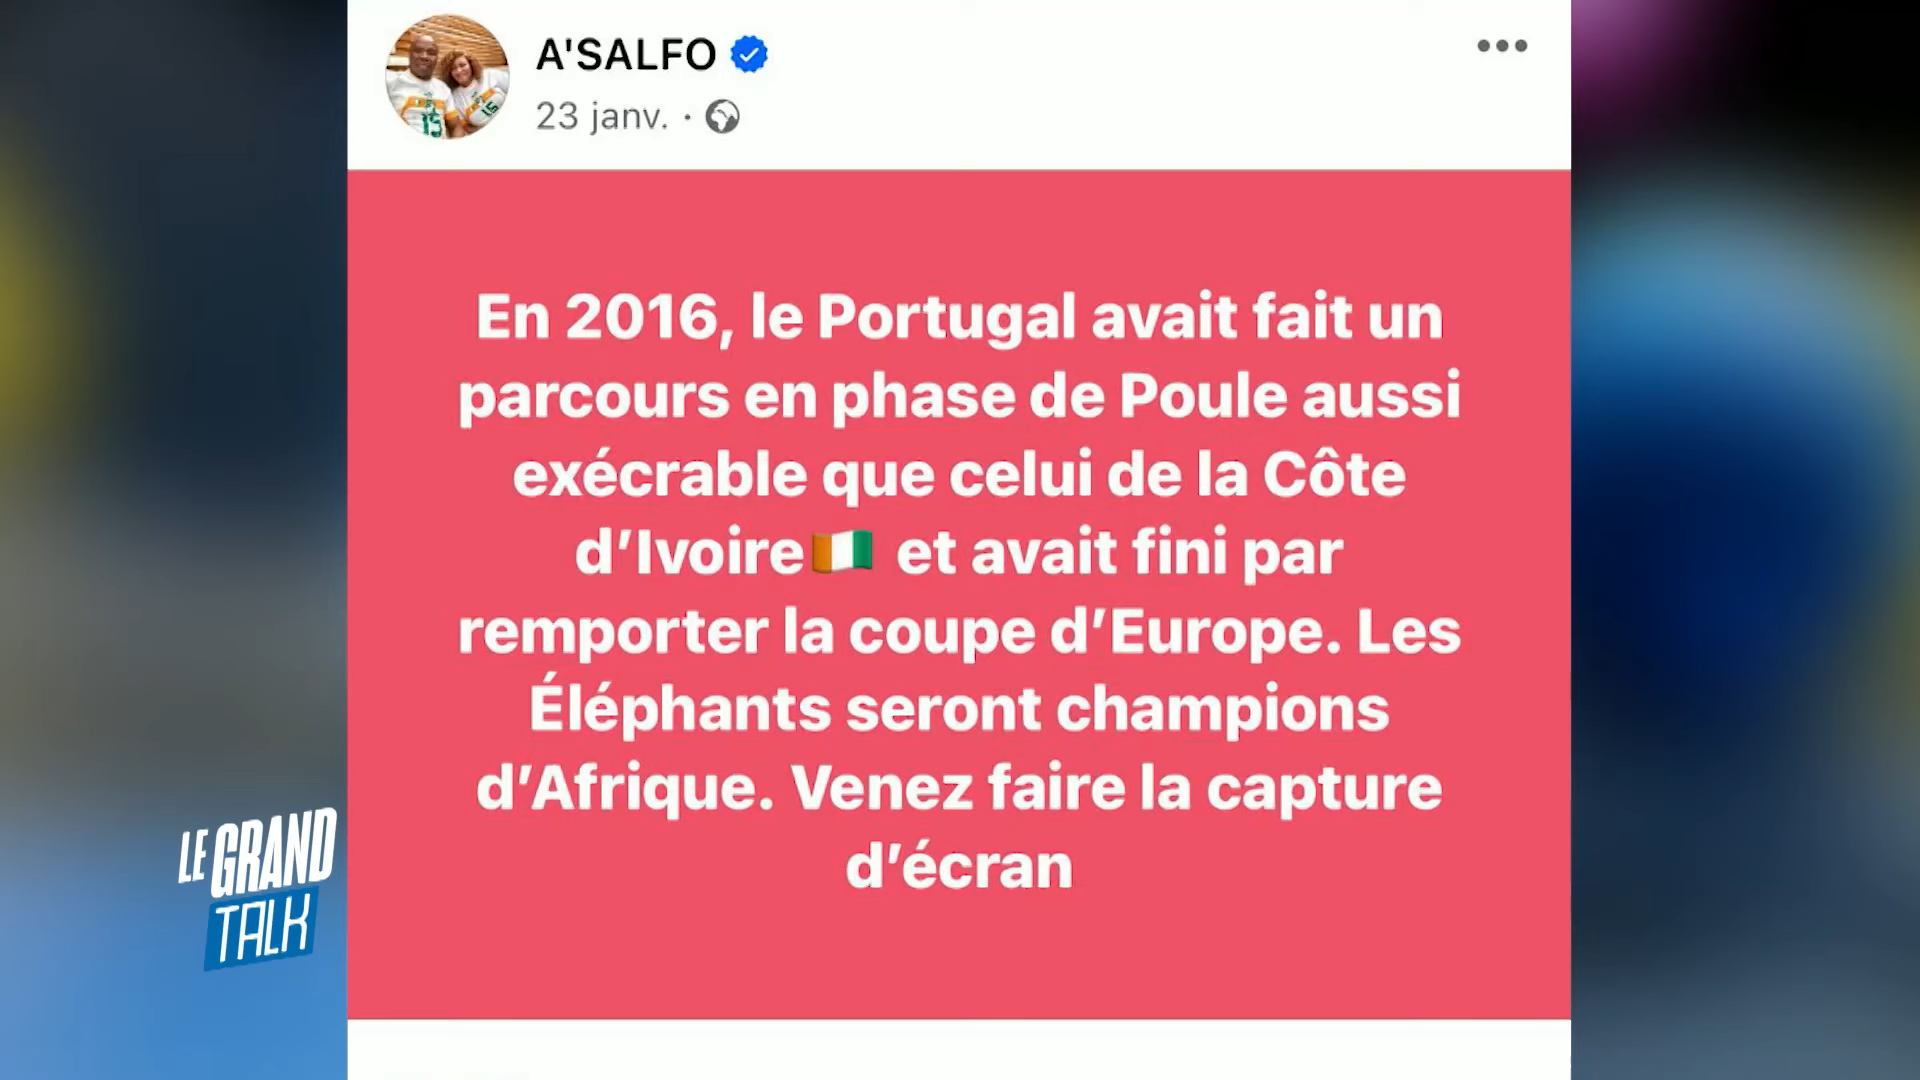 A'SALFO
23 janv. ·
En 2016, le Portugal avait fait un
parcours en phase de Poule aussi
exécrable que celui de la Côte
d’Ivoire🇨🇮 et avait fini par
remporter la coupe d’Europe. Les
Éléphants seront champions
d’Afrique. Venez faire la capture
d’écran
LE GRAND
TALK